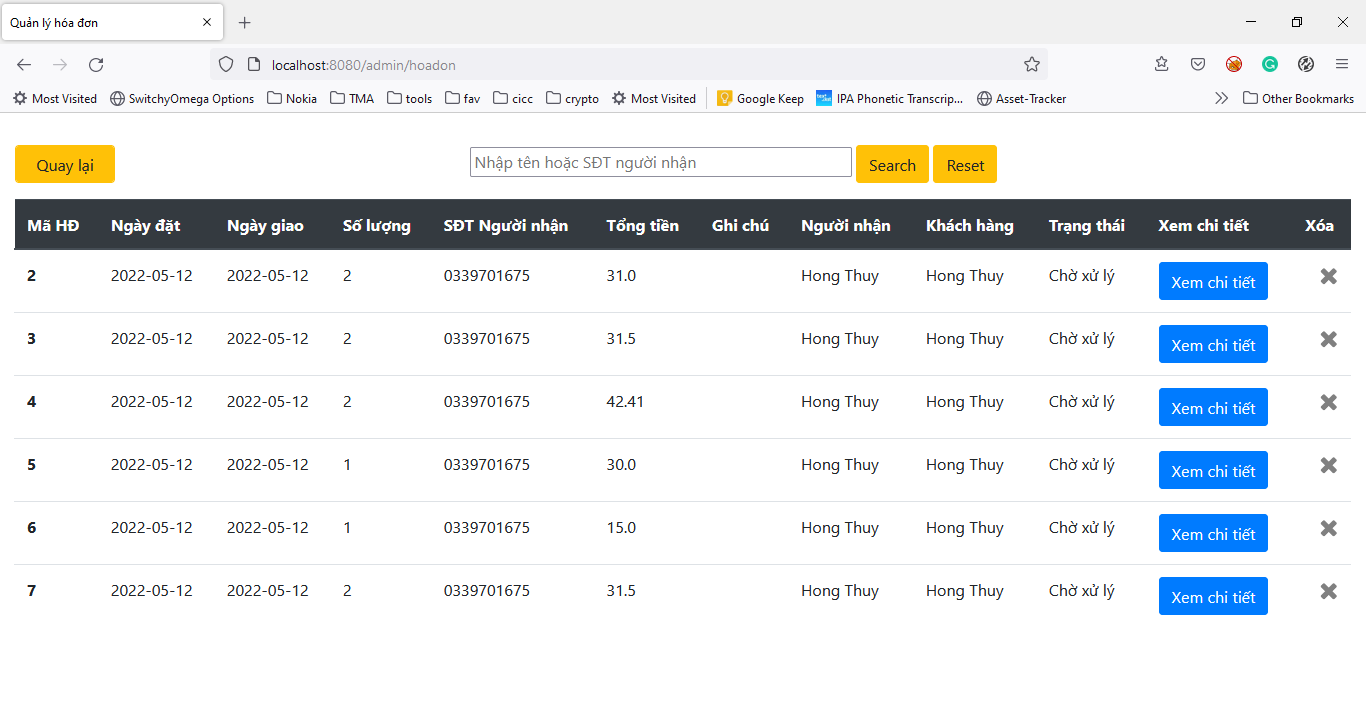 Quản lý hóa đơn
localhost:8080/admin/hoadon
Most Visited SwitchyOmega Options Nokia TMA tools fav cicc crypto Most Visited Google Keep IPA Phonetic Transcrip... Asset-Tracker Other Bookmarks
Quay lại Nhập tên hoặc SĐT người nhận Search Reset
Mã HĐ Ngày đặt Ngày giao Số lượng SĐT Người nhận Tổng tiền Ghi chú Người nhận Khách hàng Trạng thái Xem chi tiết Xóa
2 2022-05-12 2022-05-12 2 0339701675 31.0 Hong Thuy Hong Thuy Chờ xử lý Xem chi tiết
3 2022-05-12 2022-05-12 2 0339701675 31.5 Hong Thuy Hong Thuy Chờ xử lý Xem chi tiết
4 2022-05-12 2022-05-12 2 0339701675 42.41 Hong Thuy Hong Thuy Chờ xử lý Xem chi tiết
5 2022-05-12 2022-05-12 1 0339701675 30.0 Hong Thuy Hong Thuy Chờ xử lý Xem chi tiết
6 2022-05-12 2022-05-12 1 0339701675 15.0 Hong Thuy Hong Thuy Chờ xử lý Xem chi tiết
7 2022-05-12 2022-05-12 2 0339701675 31.5 Hong Thuy Hong Thuy Chờ xử lý Xem chi tiết